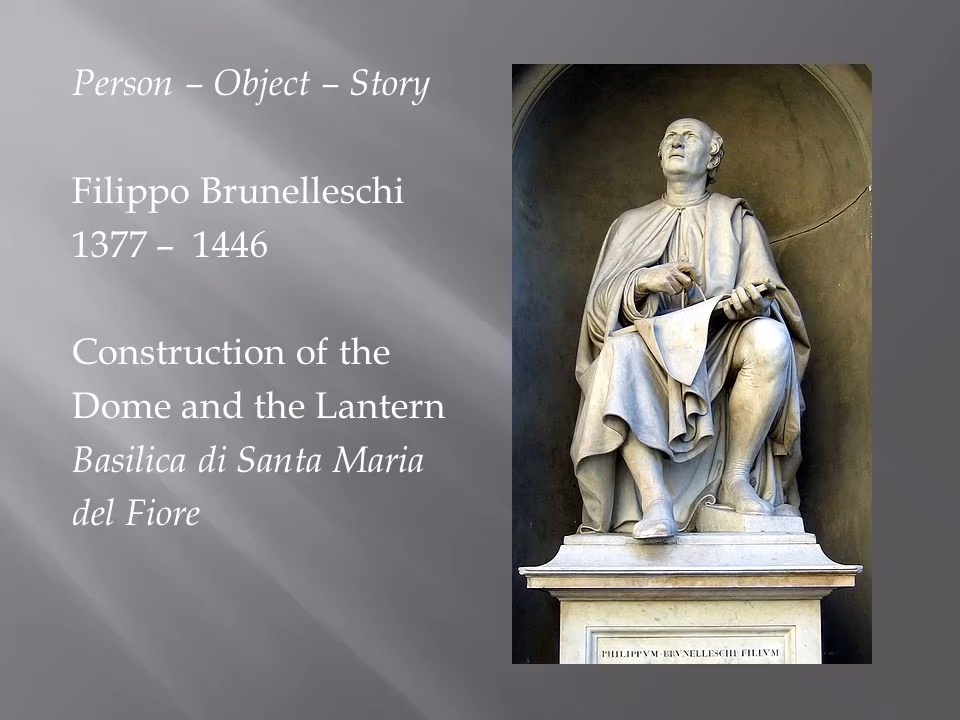 Person – Object – Story
Filippo Brunelleschi
1377 – 1446
Construction of the
Dome and the Lantern
Basilica di Santa Maria
del Fiore
PHILIPPVM·BRVNELLESCHI FILIVM